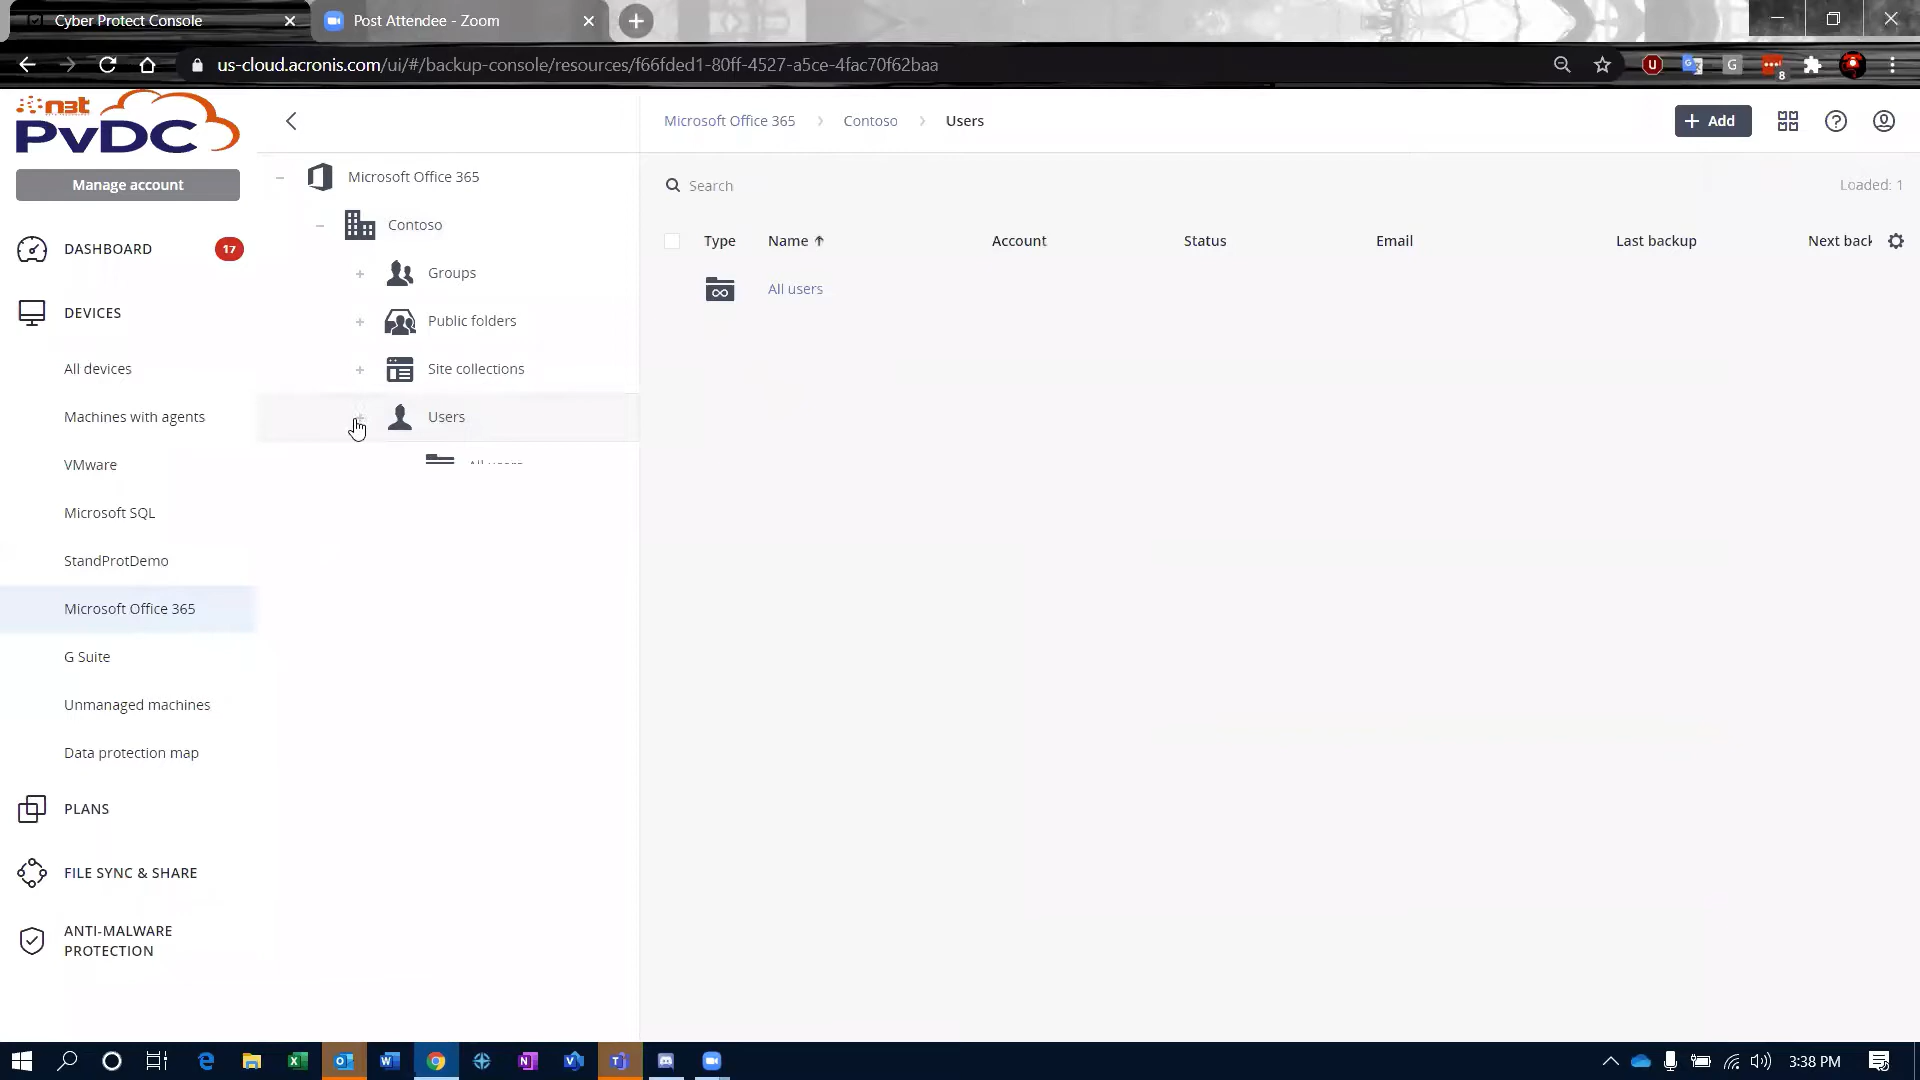 Cyber Protect Console
Post Attendee - Zoom
us-cloud.acronis.com/ui/#/backup-console/resources/f66fded1-80ff-4527-a5ce-4fac70f62baa
8
n3t
PvDC
Manage account
DASHBOARD
17
DEVICES
All devices
Machines with agents
VMware
Microsoft SQL
StandProtDemo
Microsoft Office 365
G Suite
Unmanaged machines
Data protection map
PLANS
FILE SYNC & SHARE
ANTI-MALWARE
PROTECTION
Microsoft Office 365
Contoso
Groups
Public folders
Site collections
Users
All users
Microsoft Office 365 > Contoso > Users
+ Add
Search
Loaded: 1
Type
Name
Account
Status
Email
Last backup
Next back
All users
3:38 PM